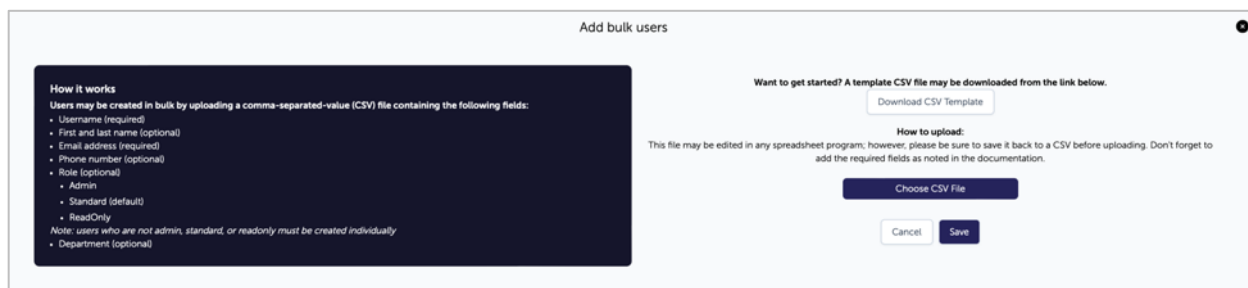 Add bulk users
How it works
Users may be created in bulk by uploading a comma-separated-value (CSV) file containing the following fields:
• Username (required)
• First and last name (optional)
• Email address (required)
• Phone number (optional)
• Role (optional)
• Admin
• Standard (default)
• ReadOnly
Note: users who are not admin, standard, or readonly must be created individually
• Department (optional)
Want to get started? A template CSV file may be downloaded from the link below.
Download CSV Template
How to upload:
This file may be edited in any spreadsheet program; however, please be sure to save it back to a CSV before uploading. Don't forget to
add the required fields as noted in the documentation.
Choose CSV File
Cancel Save